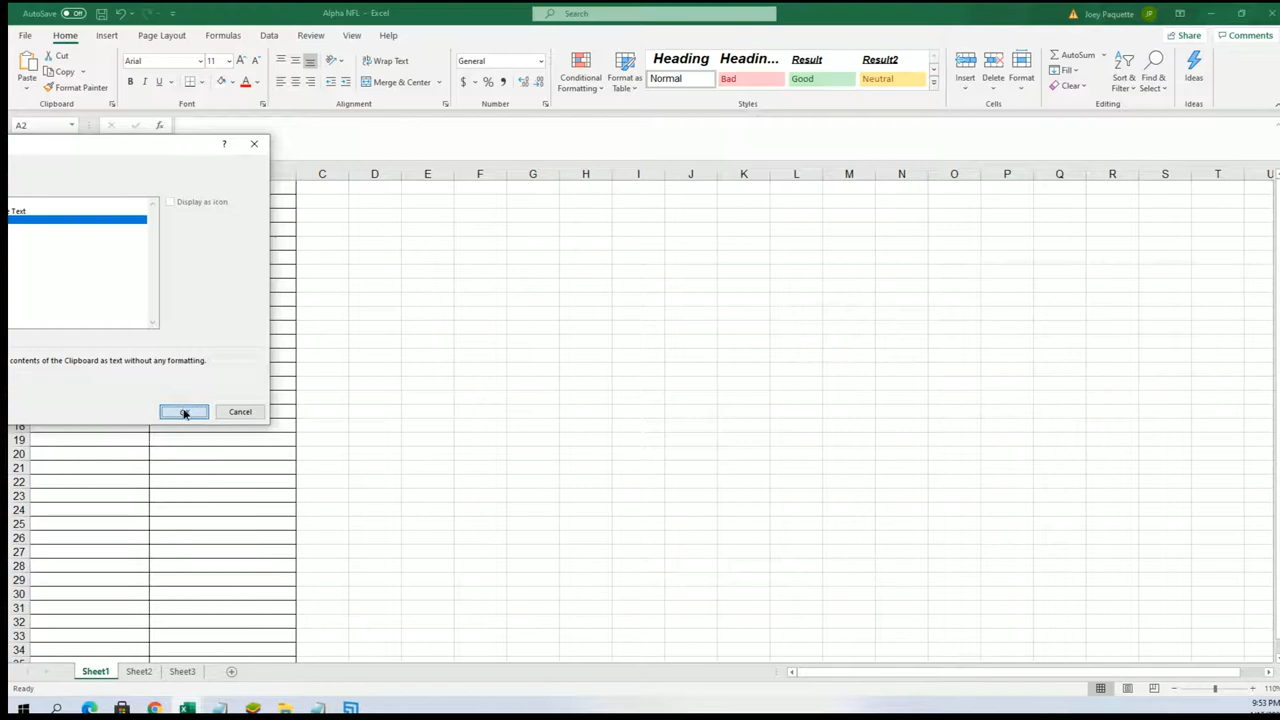 AutoSave Off Alpha NFL - Excel Search Joey Paquette JP
File Home Insert Page Layout Formulas Data Review View Help Share Comments
Paste Cut Copy Format Painter Clipboard
Arial 11 A A B I U A Font
Wrap Text Merge & Center Alignment
General $ % Number
Conditional Formatting Format as Table
Heading Headin... Result Result2
Normal Bad Good Neutral
Styles
Insert Delete Format Cells
AutoSum Fill Clear Sort & Filter Find & Select Editing
Ideas Ideas
A2 fx
? ×
C D E F G H I J K L M N O P Q R S T U
Text
Display as icon
contents of the Clipboard as text without any formatting.
Cancel
18
19
20
21
22
23
24
25
26
27
28
29
30
31
32
33
34
Sheet1 Sheet2 Sheet3
Ready 110%
9:53 PM